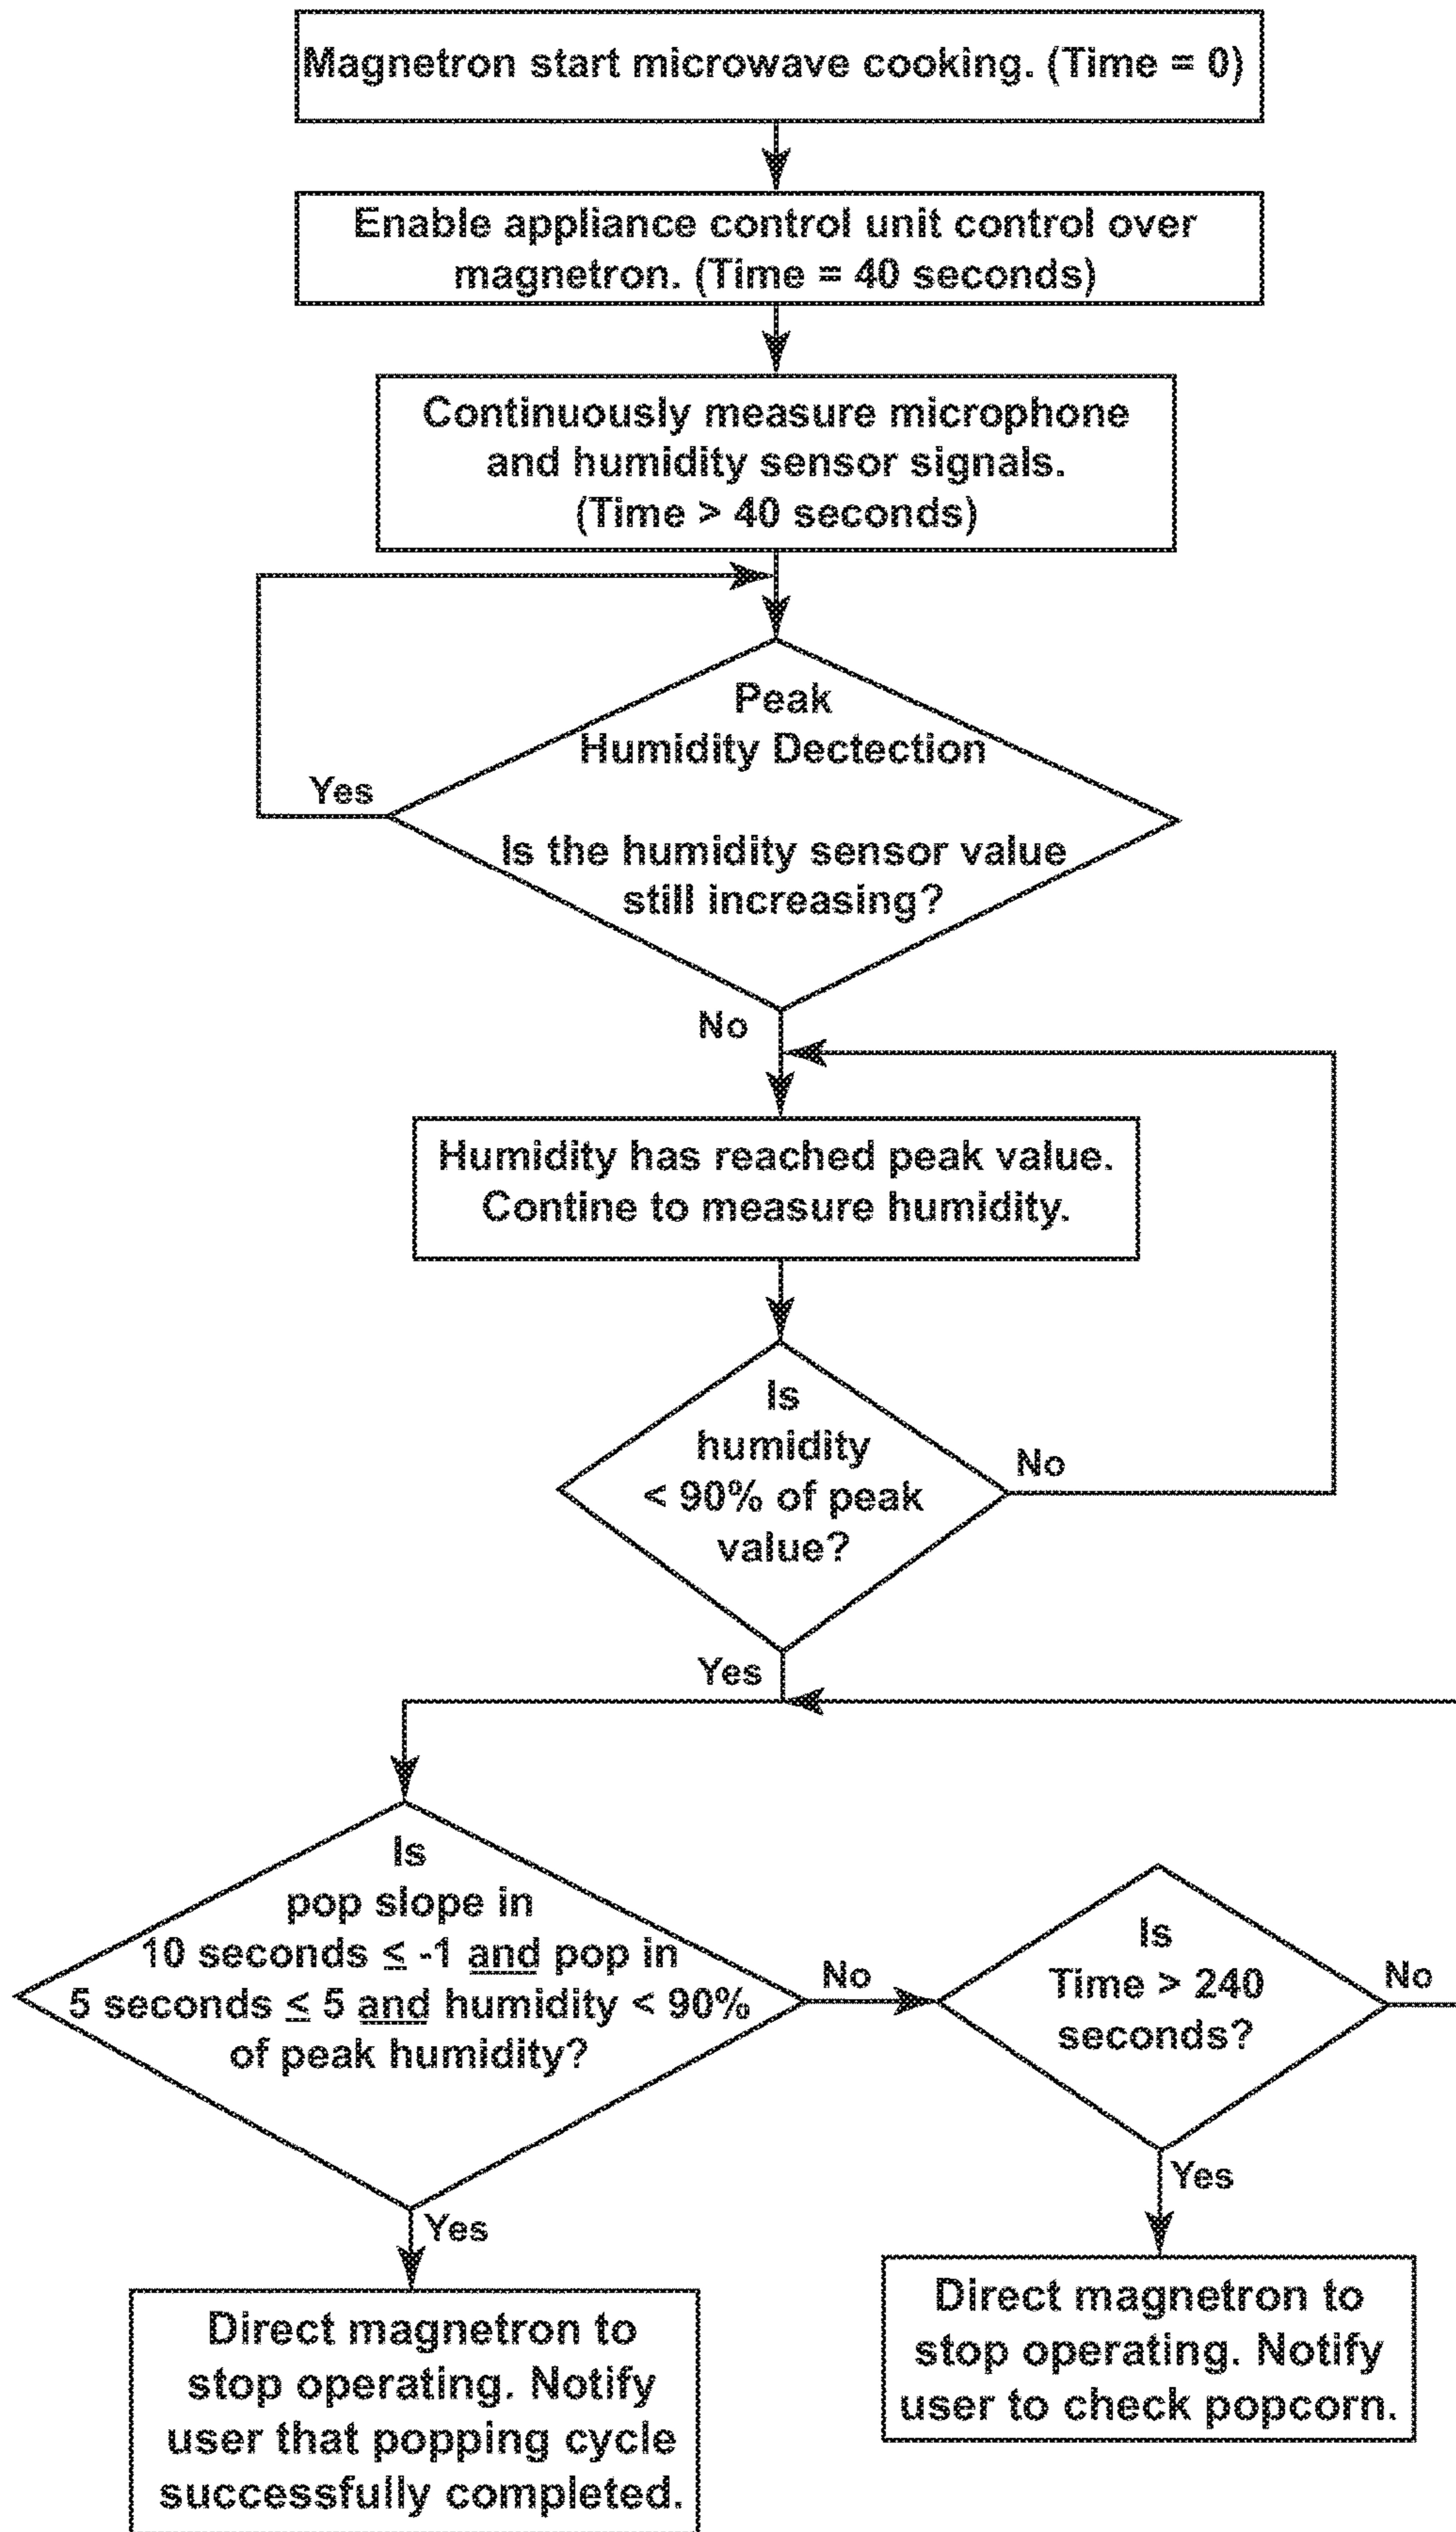 Magnetron start microwave cooking. (Time = 0)
Enable appliance control unit control over
magnetron. (Time = 40 seconds)
Continuously measure microphone
and humidity sensor signals.
(Time > 40 seconds)
Peak
Humidity Dectection
Yes
Is the humidity sensor value
still increasing?
No
Humidity has reached peak value.
Contine to measure humidity.
Is
humidity
< 90% of peak
value?
No
Yes
Is
pop slope in
10 seconds ≤ -1 and pop in
5 seconds ≤ 5 and humidity < 90%
of peak humidity?
No
Is
Time > 240
seconds?
No
Yes
Yes
Direct magnetron to
stop operating. Notify
user that popping cycle
successfully completed.
Direct magnetron to
stop operating. Notify
user to check popcorn.